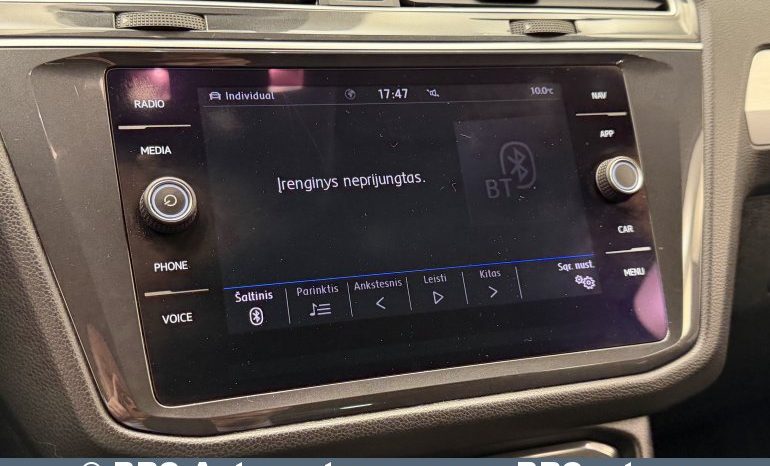 Individual 17:47 10.0°C
RADIO
MEDIA
PHONE
VOICE
Įrenginys neprijungtas.
BT
NAV
APP
CAR
MENU
Šaltinis Parinktis Ankstesnis Leisti Kitas Sąr. nust.